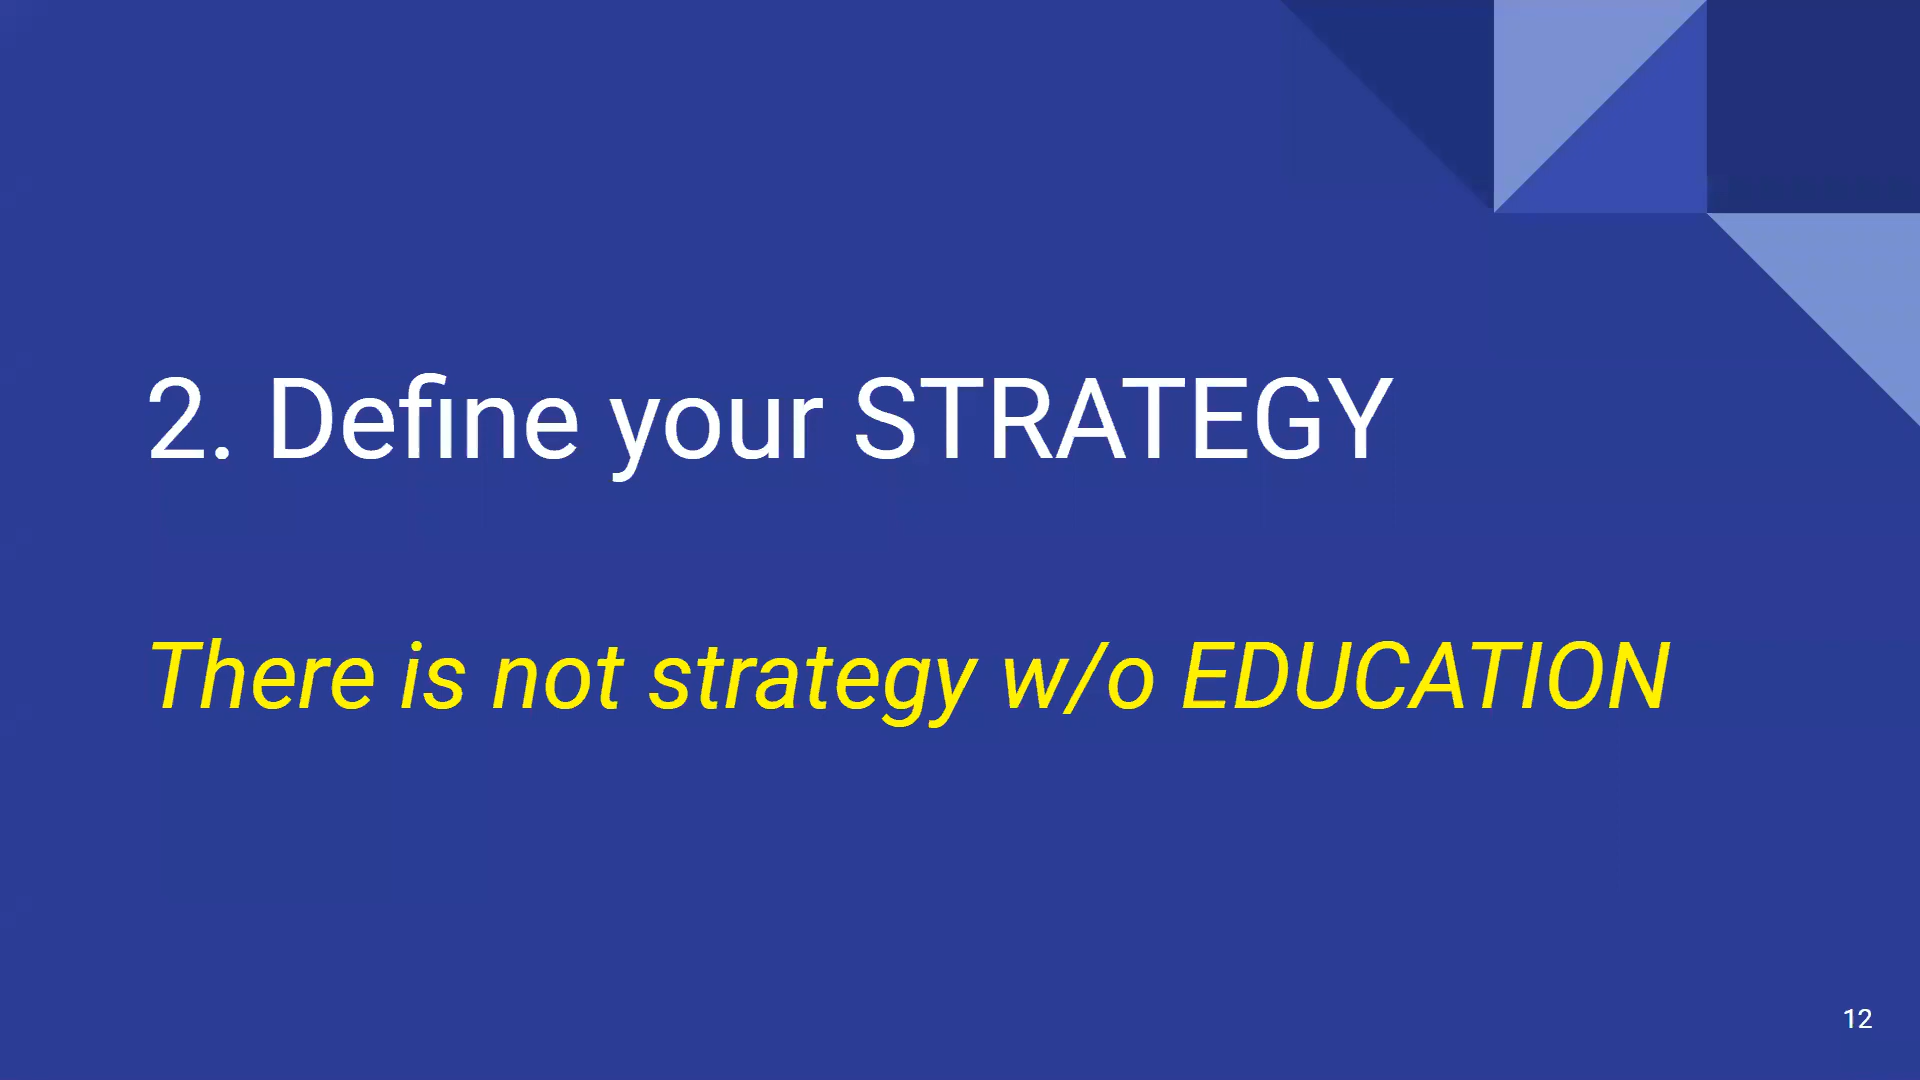 2. Define your STRATEGY
There is not strategy w/o EDUCATION
12